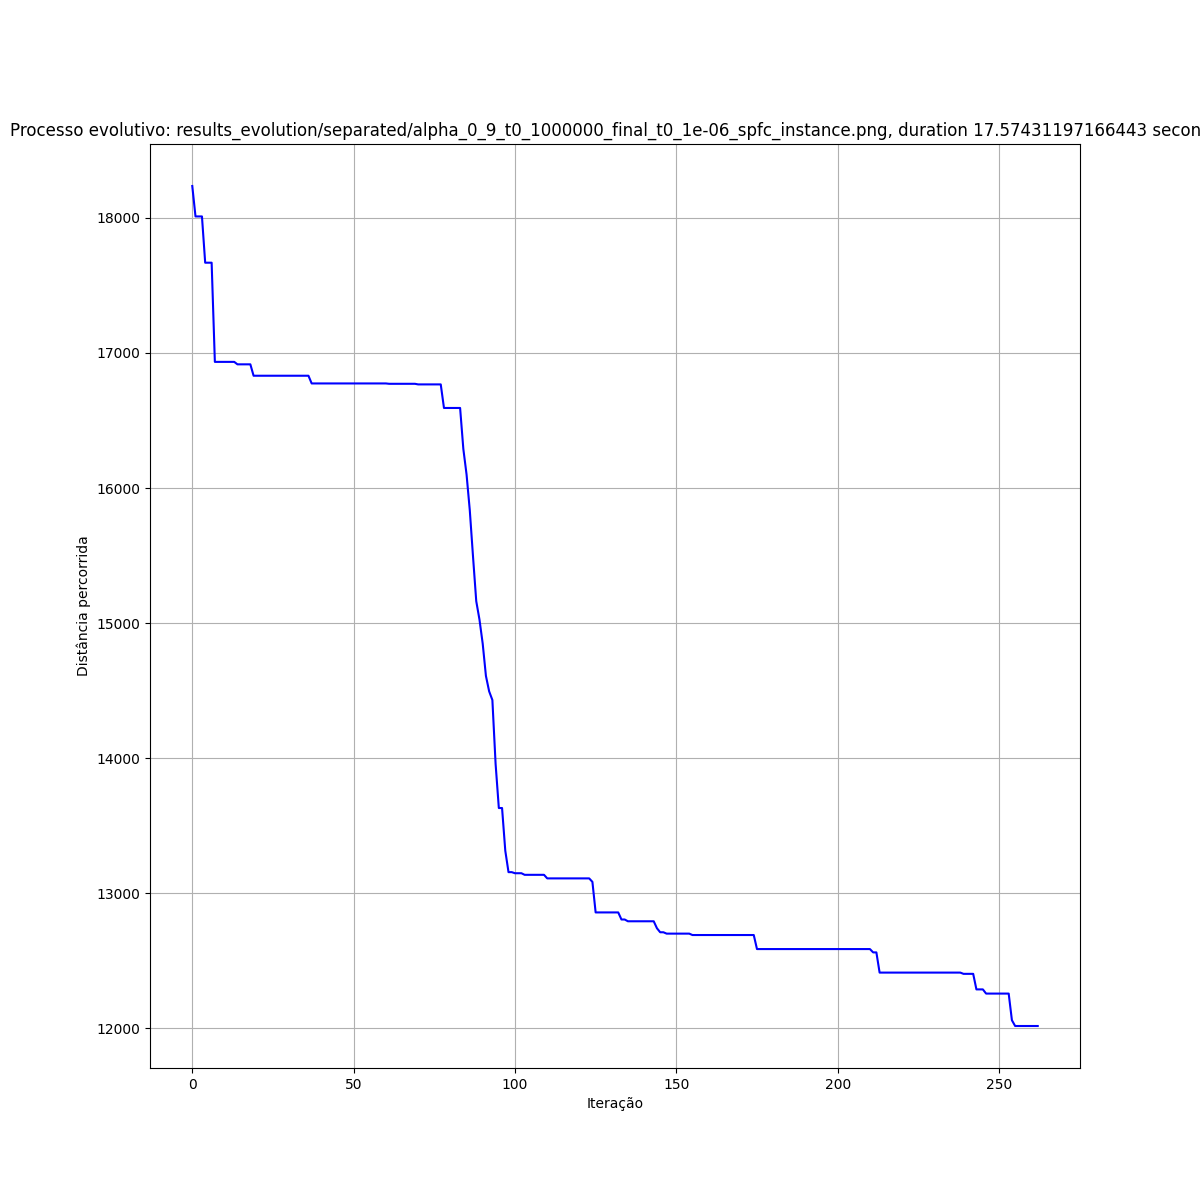 Processo evolutivo: results_evolution/separated/alpha_0_9_t0_1000000_final_t0_1e-06_spfc_instance.png, duration 17.57431197166443 secon
18000
17000
16000
15000
14000
13000
12000
Distância percorrida
0 50 100 150 200 250
Iteração